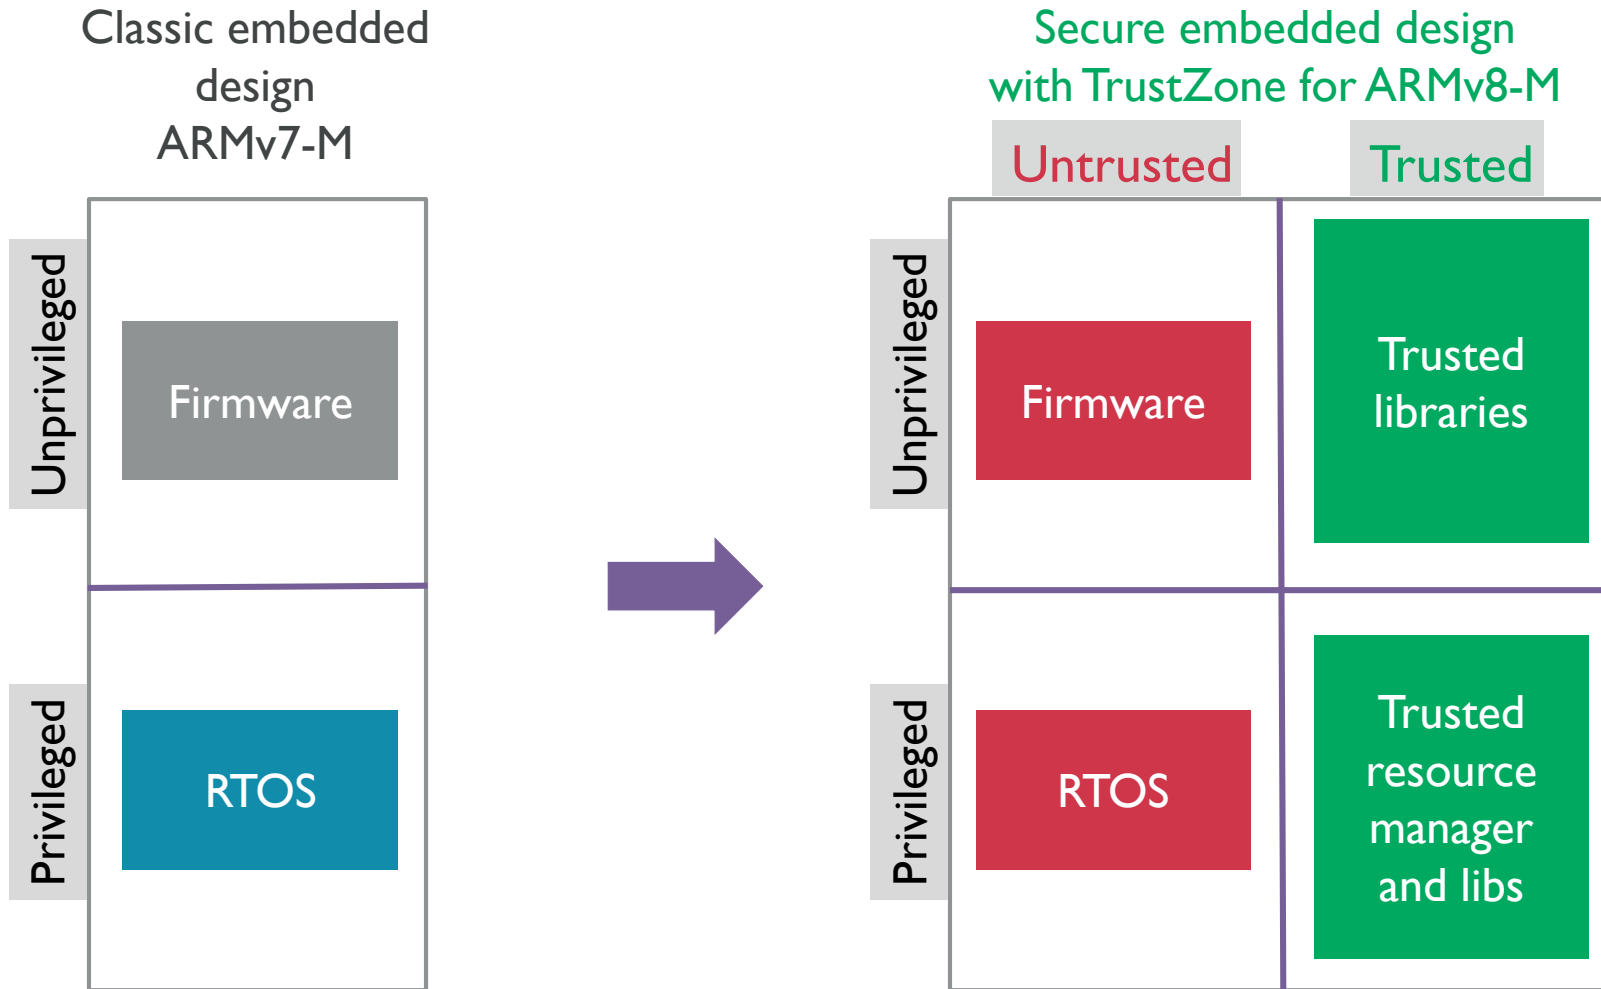 Classic embedded
design
ARMv7-M
Unprivileged
Firmware
Privileged
RTOS
Secure embedded design
with TrustZone for ARMv8-M
Untrusted
Trusted
Unprivileged
Firmware
Trusted
libraries
Privileged
RTOS
Trusted
resource
manager
and libs